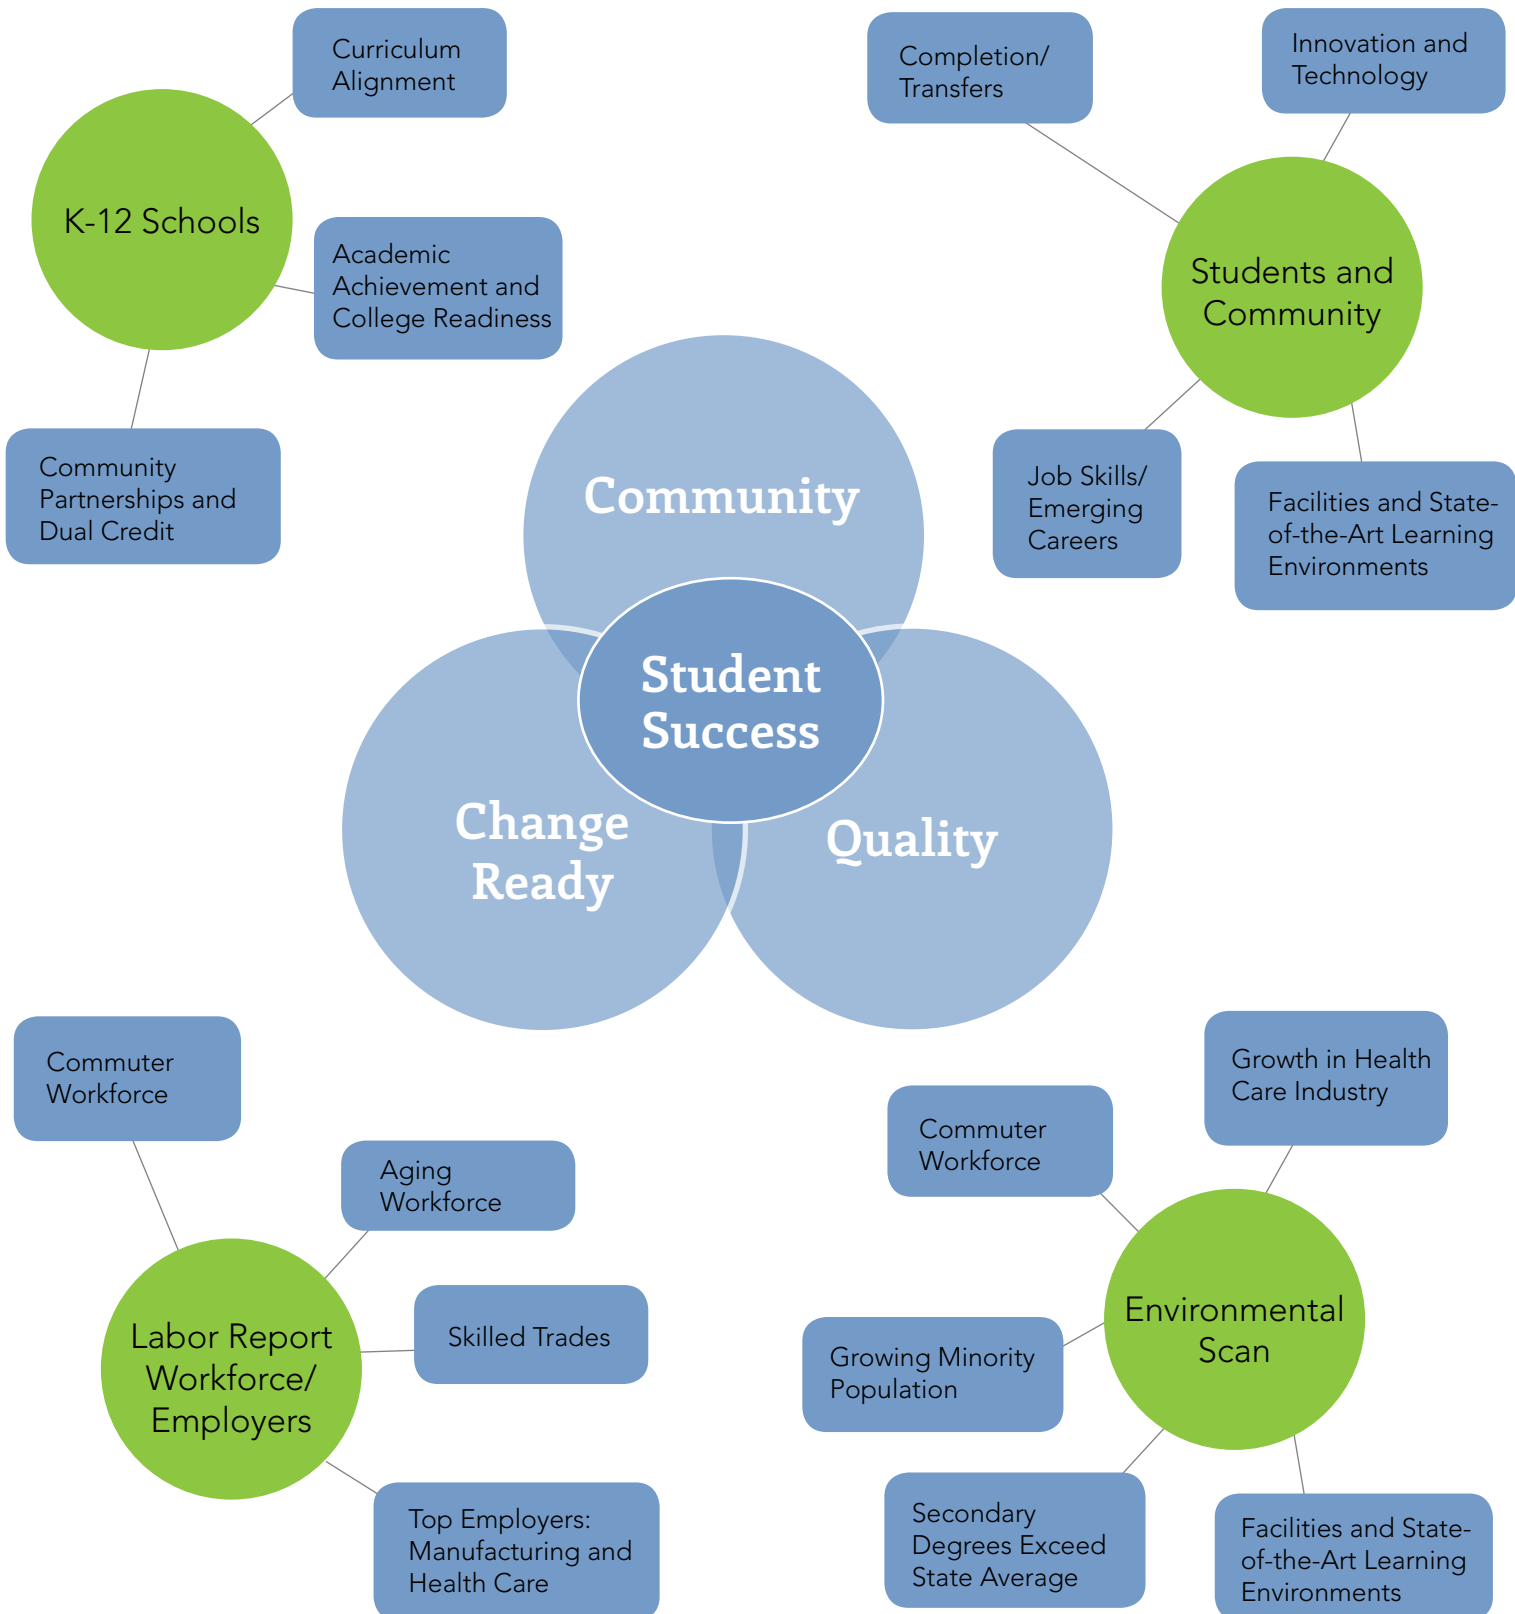 Curriculum
Alignment
K-12 Schools
Academic
Achievement and
College Readiness
Community
Partnerships and
Dual Credit
Completion/
Transfers
Innovation and
Technology
Students and
Community
Job Skills/
Emerging
Careers
Facilities and State-
of-the-Art Learning
Environments
Community
Student
Success
Change
Ready
Quality
Commuter
Workforce
Aging
Workforce
Labor Report
Workforce/
Employers
Skilled Trades
Top Employers:
Manufacturing and
Health Care
Growth in Health
Care Industry
Commuter
Workforce
Environmental
Scan
Growing Minority
Population
Secondary
Degrees Exceed
State Average
Facilities and State-
of-the-Art Learning
Environments